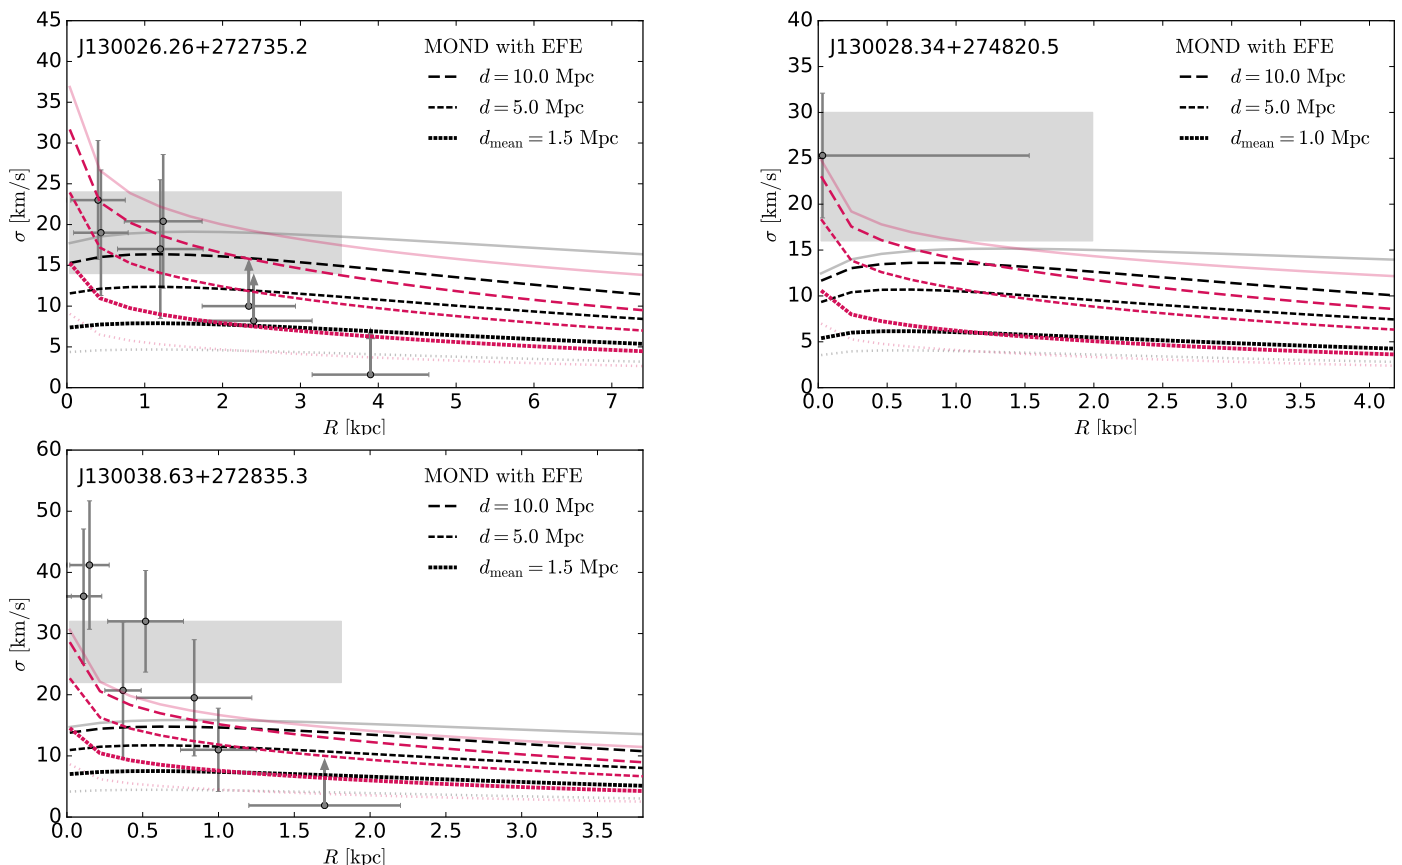 J130026.26+272735.2
MOND with EFE
d = 10.0 Mpc
d = 5.0 Mpc
d_mean = 1.5 Mpc
45
40
35
30
25
20
15
10
5
0
σ [km/s]
0 1 2 3 4 5 6 7
R [kpc]
J130028.34+274820.5
MOND with EFE
d = 10.0 Mpc
d = 5.0 Mpc
d_mean = 1.0 Mpc
40
35
30
25
20
15
10
5
0
σ [km/s]
0.0 0.5 1.0 1.5 2.0 2.5 3.0 3.5 4.0
R [kpc]
J130038.63+272835.3
MOND with EFE
d = 10.0 Mpc
d = 5.0 Mpc
d_mean = 1.5 Mpc
60
50
40
30
20
10
0
σ [km/s]
0.0 0.5 1.0 1.5 2.0 2.5 3.0 3.5
R [kpc]